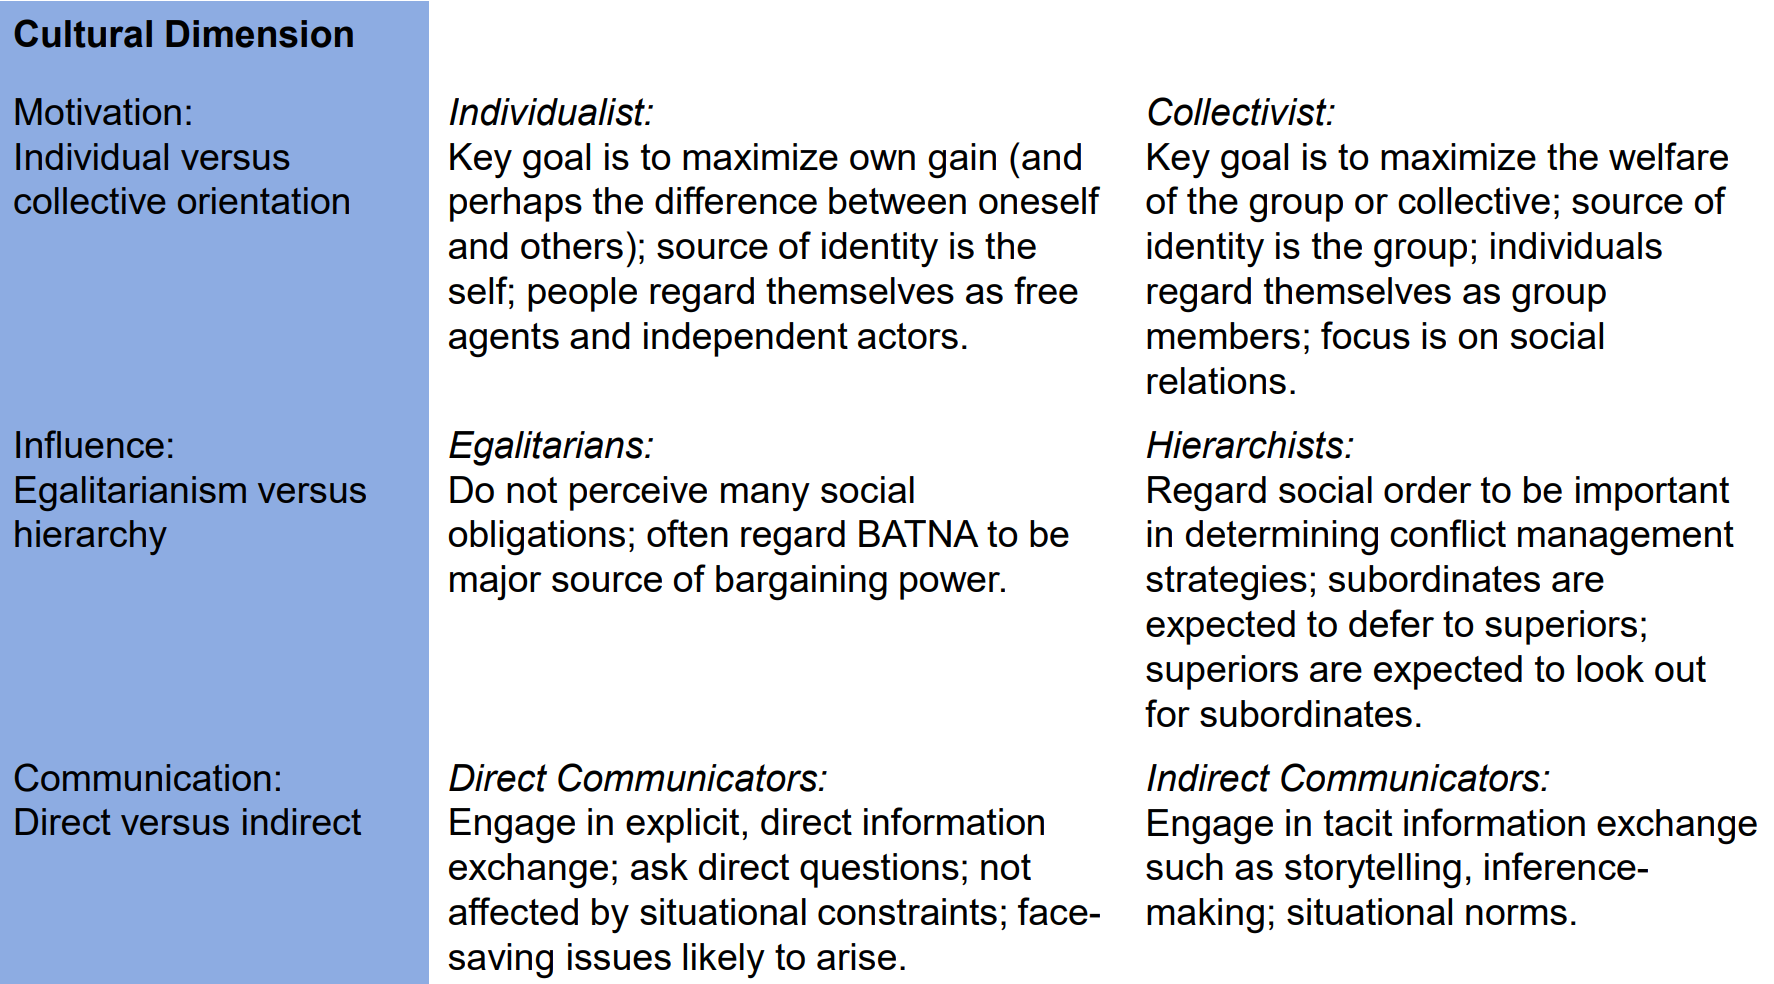 Cultural Dimension
Motivation:
Individual versus
collective orientation
Individualist:
Key goal is to maximize own gain (and
perhaps the difference between oneself
and others); source of identity is the
self; people regard themselves as free
agents and independent actors.
Collectivist:
Key goal is to maximize the welfare
of the group or collective; source of
identity is the group; individuals
regard themselves as group
members; focus is on social
relations.
Influence:
Egalitarianism versus
hierarchy
Egalitarians:
Do not perceive many social
obligations; often regard BATNA to be
major source of bargaining power.
Hierarchists:
Regard social order to be important
in determining conflict management
strategies; subordinates are
expected to defer to superiors;
superiors are expected to look out
for subordinates.
Communication:
Direct versus indirect
Direct Communicators:
Engage in explicit, direct information
exchange; ask direct questions; not
affected by situational constraints; face-
saving issues likely to arise.
Indirect Communicators:
Engage in tacit information exchange
such as storytelling, inference-
making; situational norms.